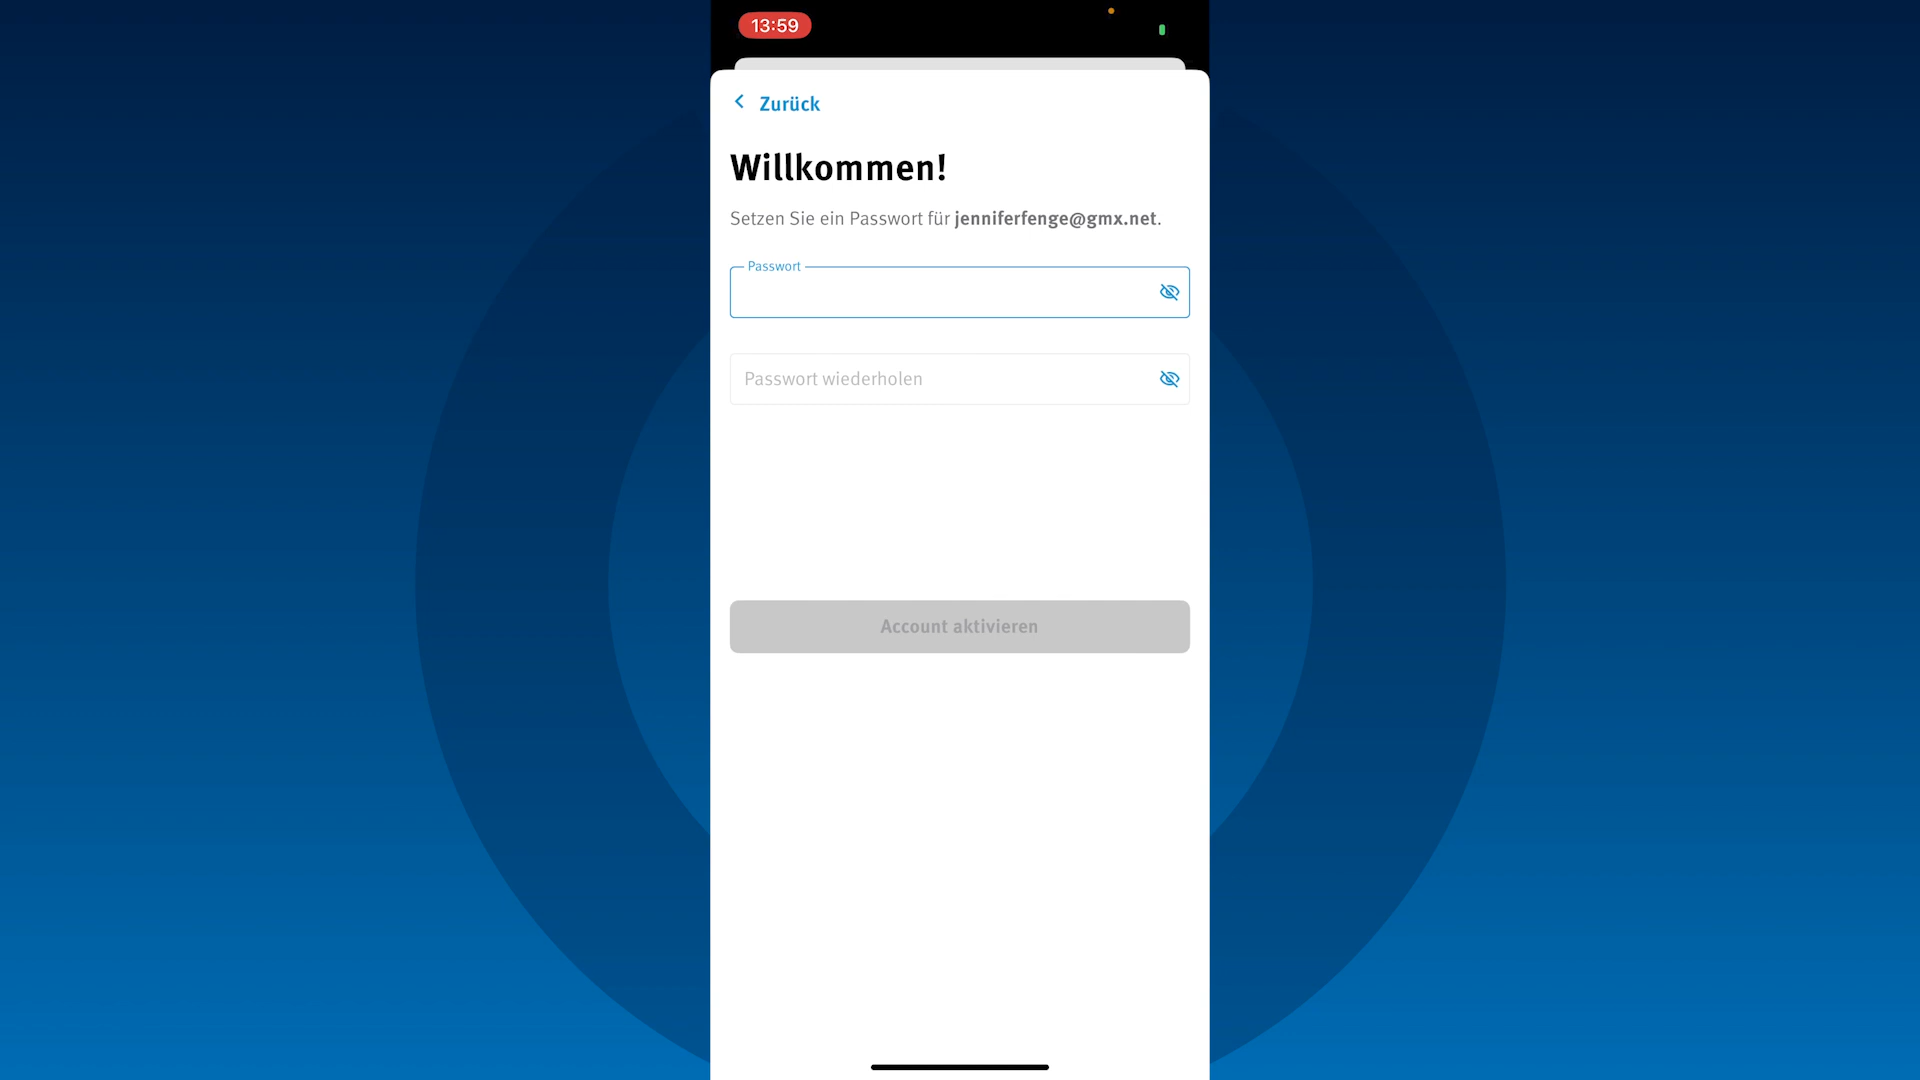 13:59
Zurück
Willkommen!
Setzen Sie ein Passwort für jenniferfenge@gmx.net.
Passwort
Passwort wiederholen
Account aktivieren